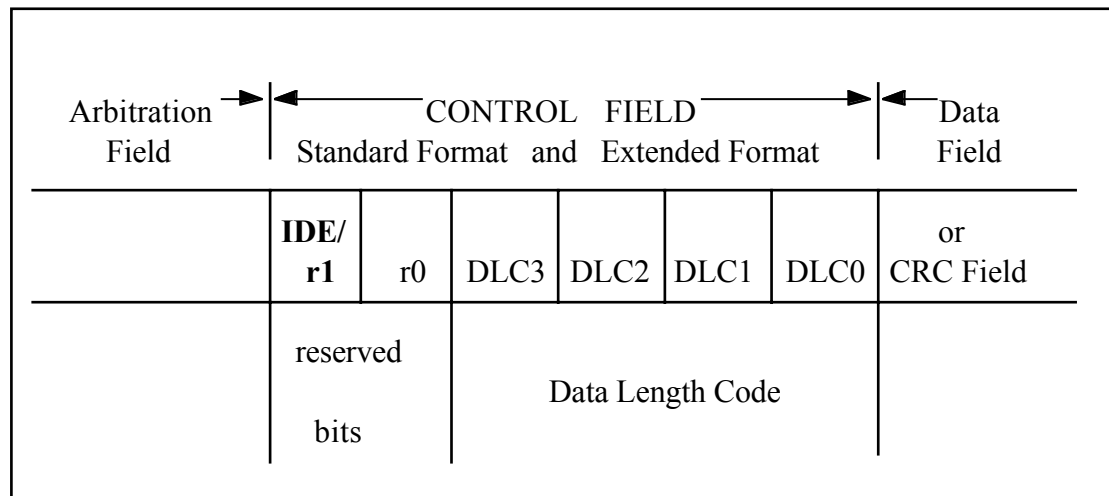 Arbitration CONTROL FIELD Data
Field Standard Format and Extended Format Field
IDE/ or
r1 r0 DLC3 DLC2 DLC1 DLC0 CRC Field
reserved
Data Length Code
bits